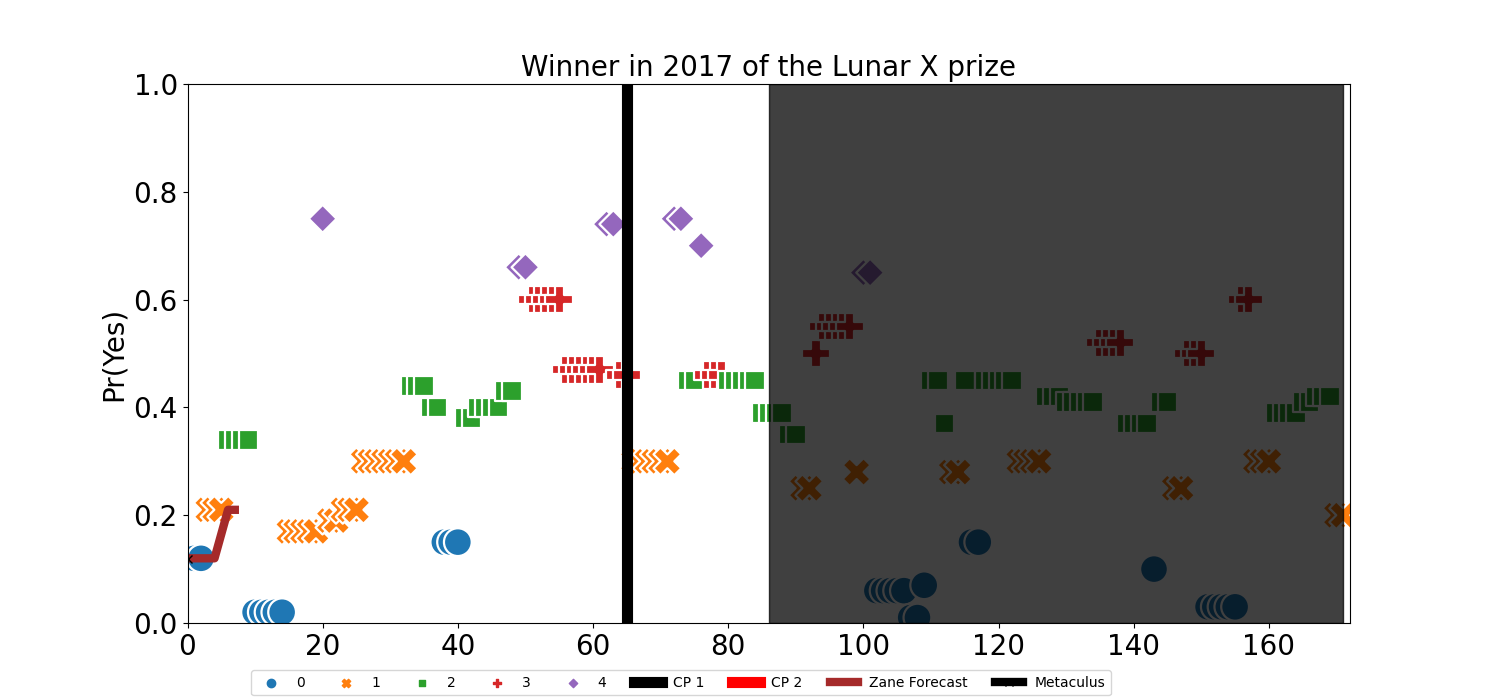 Winner in 2017 of the Lunar X prize
1.0
0.8
0.6
0.4
0.2
0.0
Pr(Yes)
0 20 40 60 80 100 120 140 160
0 1 2 3 4 CP 1 CP 2 Zane Forecast Metaculus